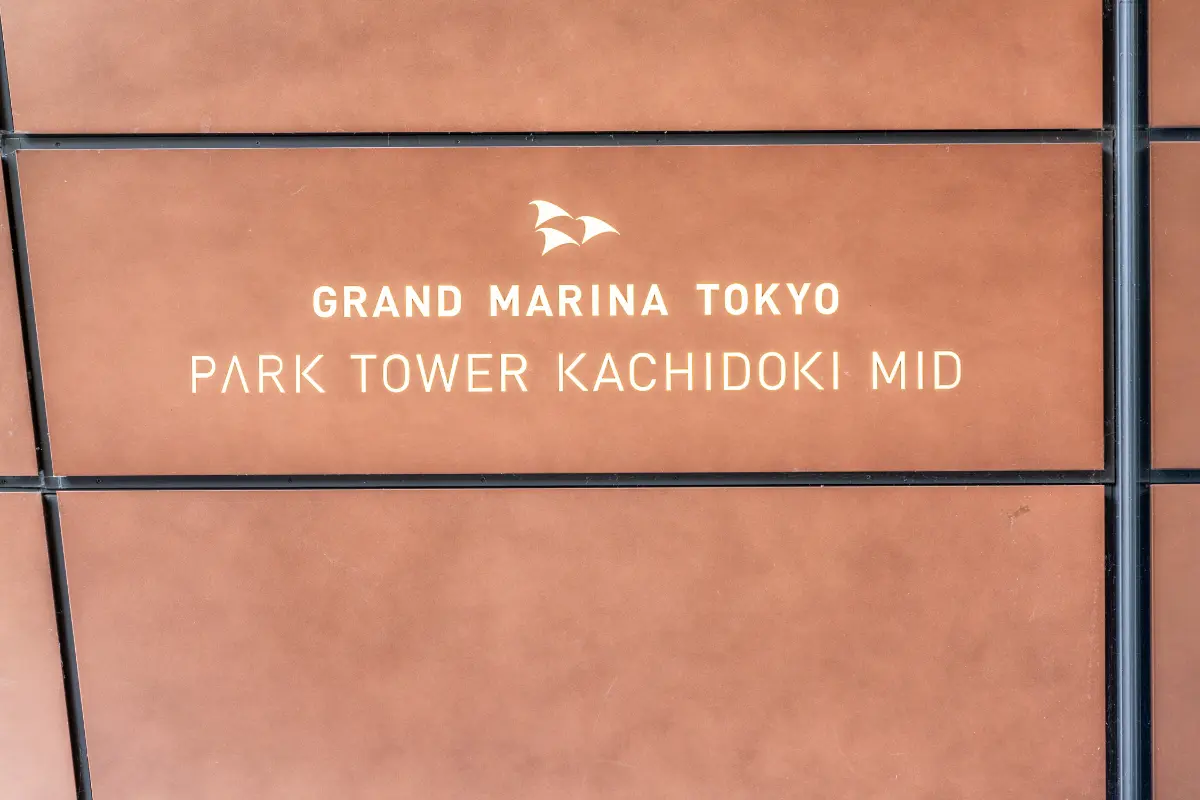 GRAND MARINA TOKYO
PARK TOWER KACHIDOKI MID